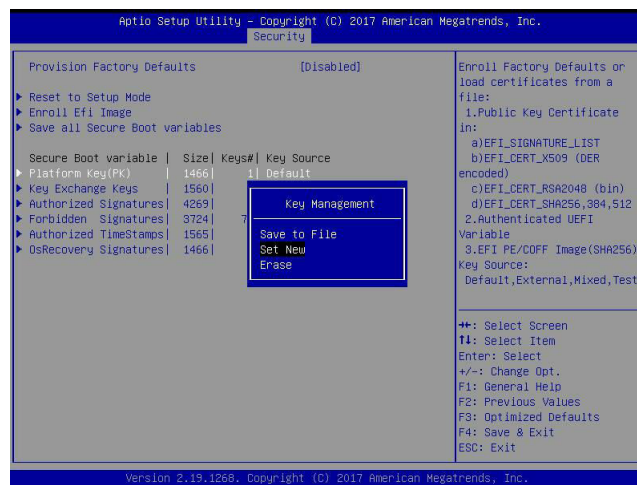 Aptio Setup Utility – Copyright (C) 2017 American Megatrends, Inc.
Security
Provision Factory Defaults [Disabled]
Reset to Setup Mode
Enroll Efi Image
Save all Secure Boot variables
Secure Boot variable | Size| Keys#| Key Source
Platform Key(PK) | 1466| 1| Default
Key Exchange Keys | 1560|
Authorized Signatures| 4269|
Forbidden Signatures| 3724| 7
Authorized TimeStamps| 1565|
OsRecovery Signatures| 1466|
Key Management
Save to File
Set New
Erase
Enroll Factory Defaults or
load certificates from a
file:
1.Public Key Certificate
in:
a)EFI_SIGNATURE_LIST
b)EFI_CERT_X509 (DER
encoded)
c)EFI_CERT_RSA2048 (bin)
d)EFI_CERT_SHA256,384,512
2.Authenticated UEFI
Variable
3.EFI PE/COFF Image(SHA256)
Key Source:
Default,External,Mixed,Test
→←: Select Screen
↑↓: Select Item
Enter: Select
+/-: Change Opt.
F1: General Help
F2: Previous Values
F3: Optimized Defaults
F4: Save & Exit
ESC: Exit
Version 2.19.1268. Copyright (C) 2017 American Megatrends, Inc.